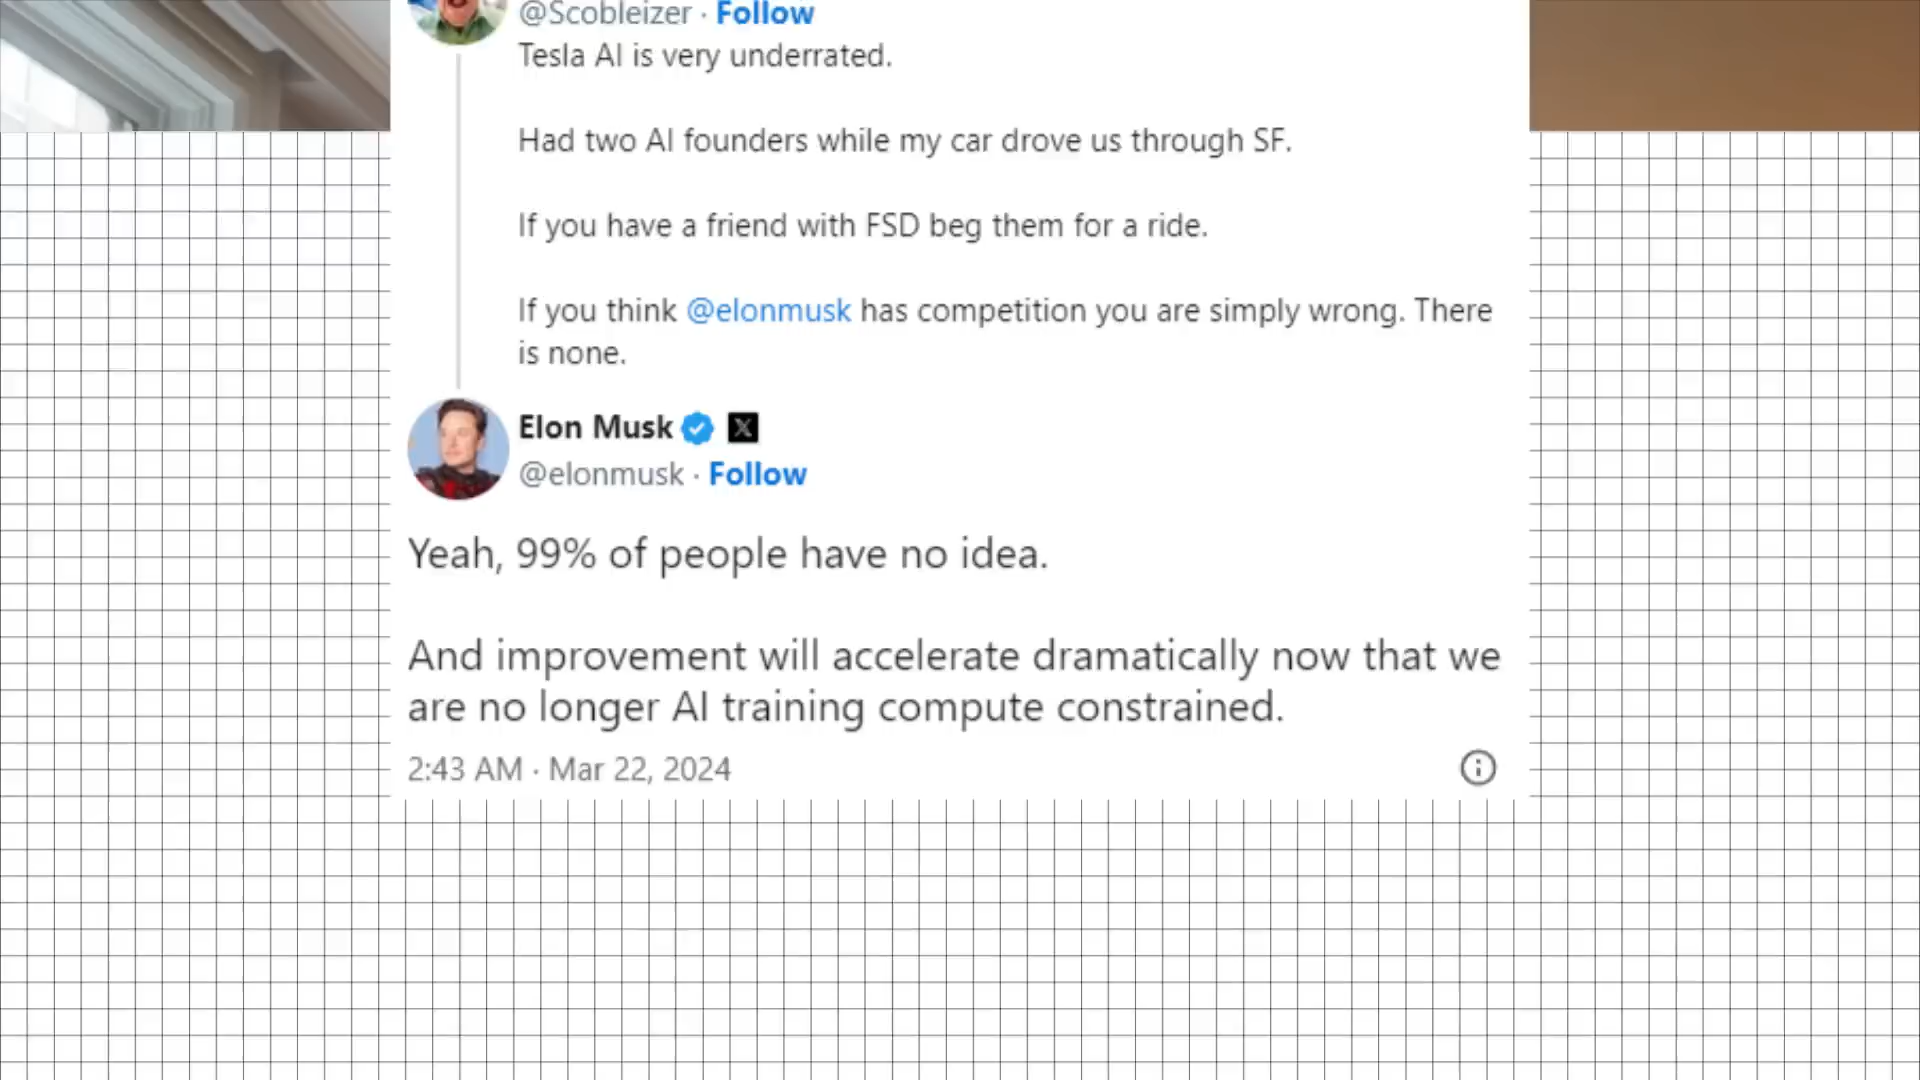 @Scobleizer · Follow
Tesla AI is very underrated.
Had two AI founders while my car drove us through SF.
If you have a friend with FSD beg them for a ride.
If you think @elonmusk has competition you are simply wrong. There
is none.
Elon Musk
@elonmusk · Follow
Yeah, 99% of people have no idea.
And improvement will accelerate dramatically now that we
are no longer AI training compute constrained.
2:43 AM · Mar 22, 2024